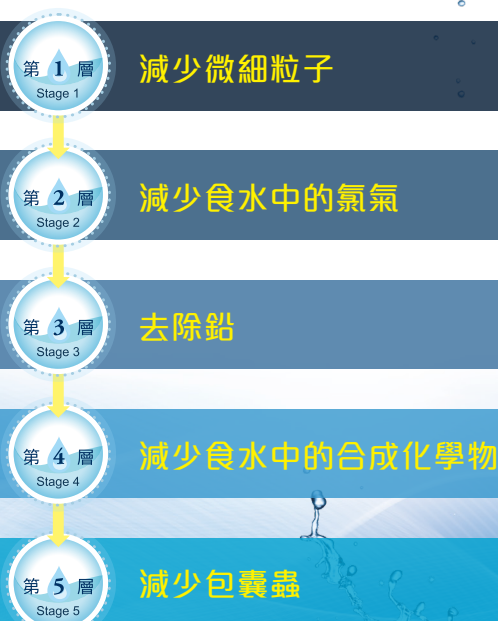 第 1 層
Stage 1
減少微細粒子
第 2 層
Stage 2
減少食水中的氯氣
第 3 層
Stage 3
去除鉛
第 4 層
Stage 4
減少食水中的合成化學物
第 5 層
Stage 5
減少包囊蟲